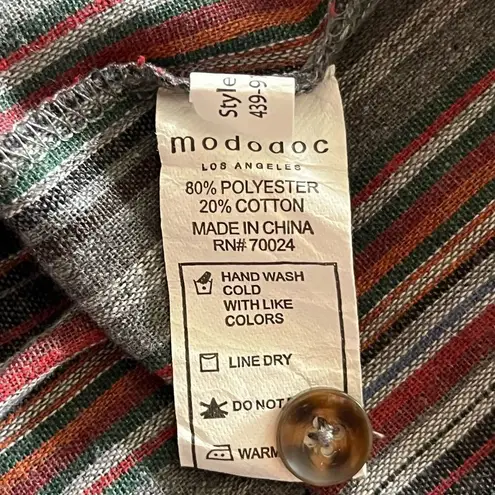 Style
439-9
mododoc
LOS ANGELES
80% POLYESTER
20% COTTON
MADE IN CHINA
RN# 70024
HAND WASH
COLD
WITH LIKE
COLORS
LINE DRY
DO NOT
WARM